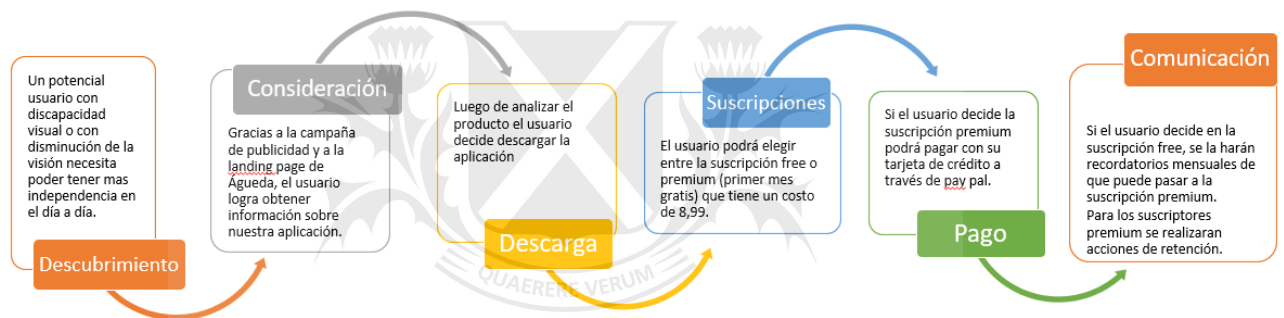 Un potencial
usuario con
discapacidad
visual o con
disminución de la
visión necesita
poder tener mas
independencia en
el día a día.
Descubrimiento
Consideración
Gracias a la campaña
de publicidad y a la
landing page de
Águeda, el usuario
logra obtener
información sobre
nuestra aplicación.
Luego de analizar el
producto el usuario
decide descargar la
aplicación
Descarga
Suscripciones
El usuario podrá elegir
entre la suscripción free o
premium (primer mes
gratis) que tiene un costo
de 8,99.
Si el usuario decide la
suscripción premium
podrá pagar con su
tarjeta de crédito a
través de pay pal.
Pago
Comunicación
Si el usuario decide en la
suscripción free, se la harán
recordatorios mensuales de
que puede pasar a la
suscripción premium.
Para los suscriptores
premium se realizaran
acciones de retención.
QUAERERE VERUM